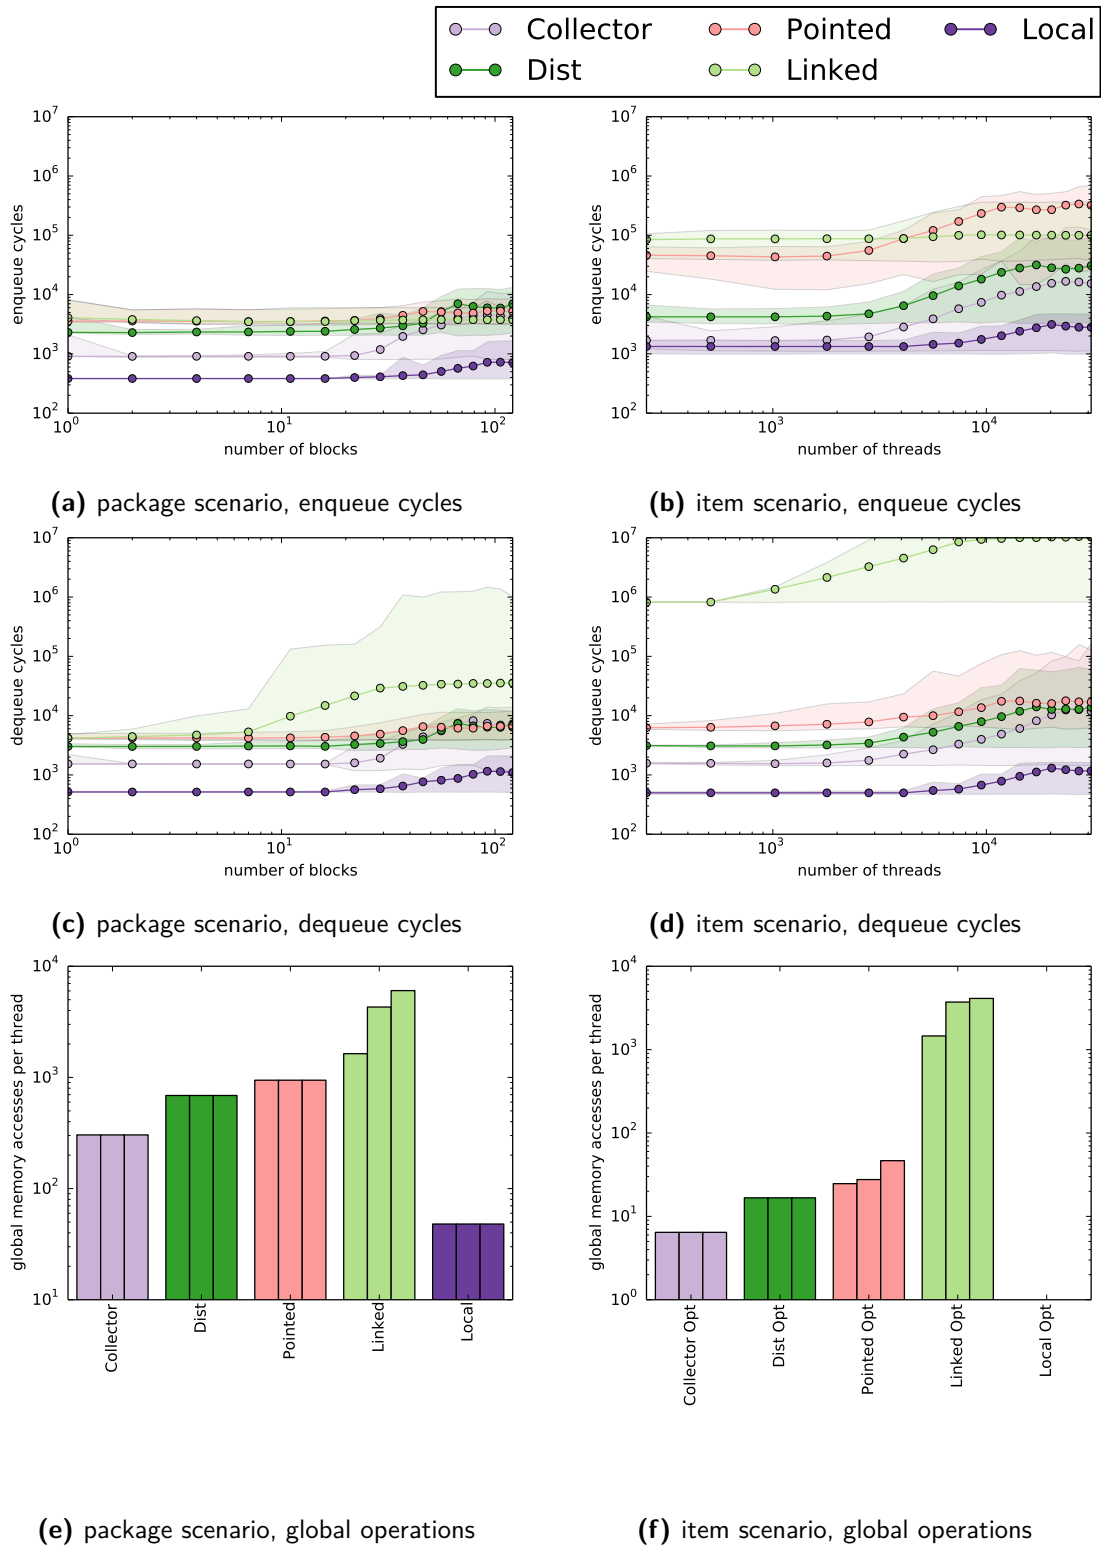 Collector Pointed Local
Dist Linked
10^7
10^6
10^5
10^4
10^3
10^2
enqueue cycles
10^0 10^1 10^2
number of blocks
10^7
10^6
10^5
10^4
10^3
10^2
enqueue cycles
10^3 10^4
number of threads
(a) package scenario, enqueue cycles
(b) item scenario, enqueue cycles
10^7
10^6
10^5
10^4
10^3
10^2
dequeue cycles
10^0 10^1 10^2
number of blocks
10^7
10^6
10^5
10^4
10^3
10^2
dequeue cycles
10^3 10^4
number of threads
(c) package scenario, dequeue cycles
(d) item scenario, dequeue cycles
10^4
10^3
10^2
10^1
global memory accesses per thread
Collector
Dist
Pointed
Linked
Local
10^4
10^3
10^2
10^1
10^0
global memory accesses per thread
Collector Opt
Dist Opt
Pointed Opt
Linked Opt
Local Opt
(e) package scenario, global operations
(f) item scenario, global operations